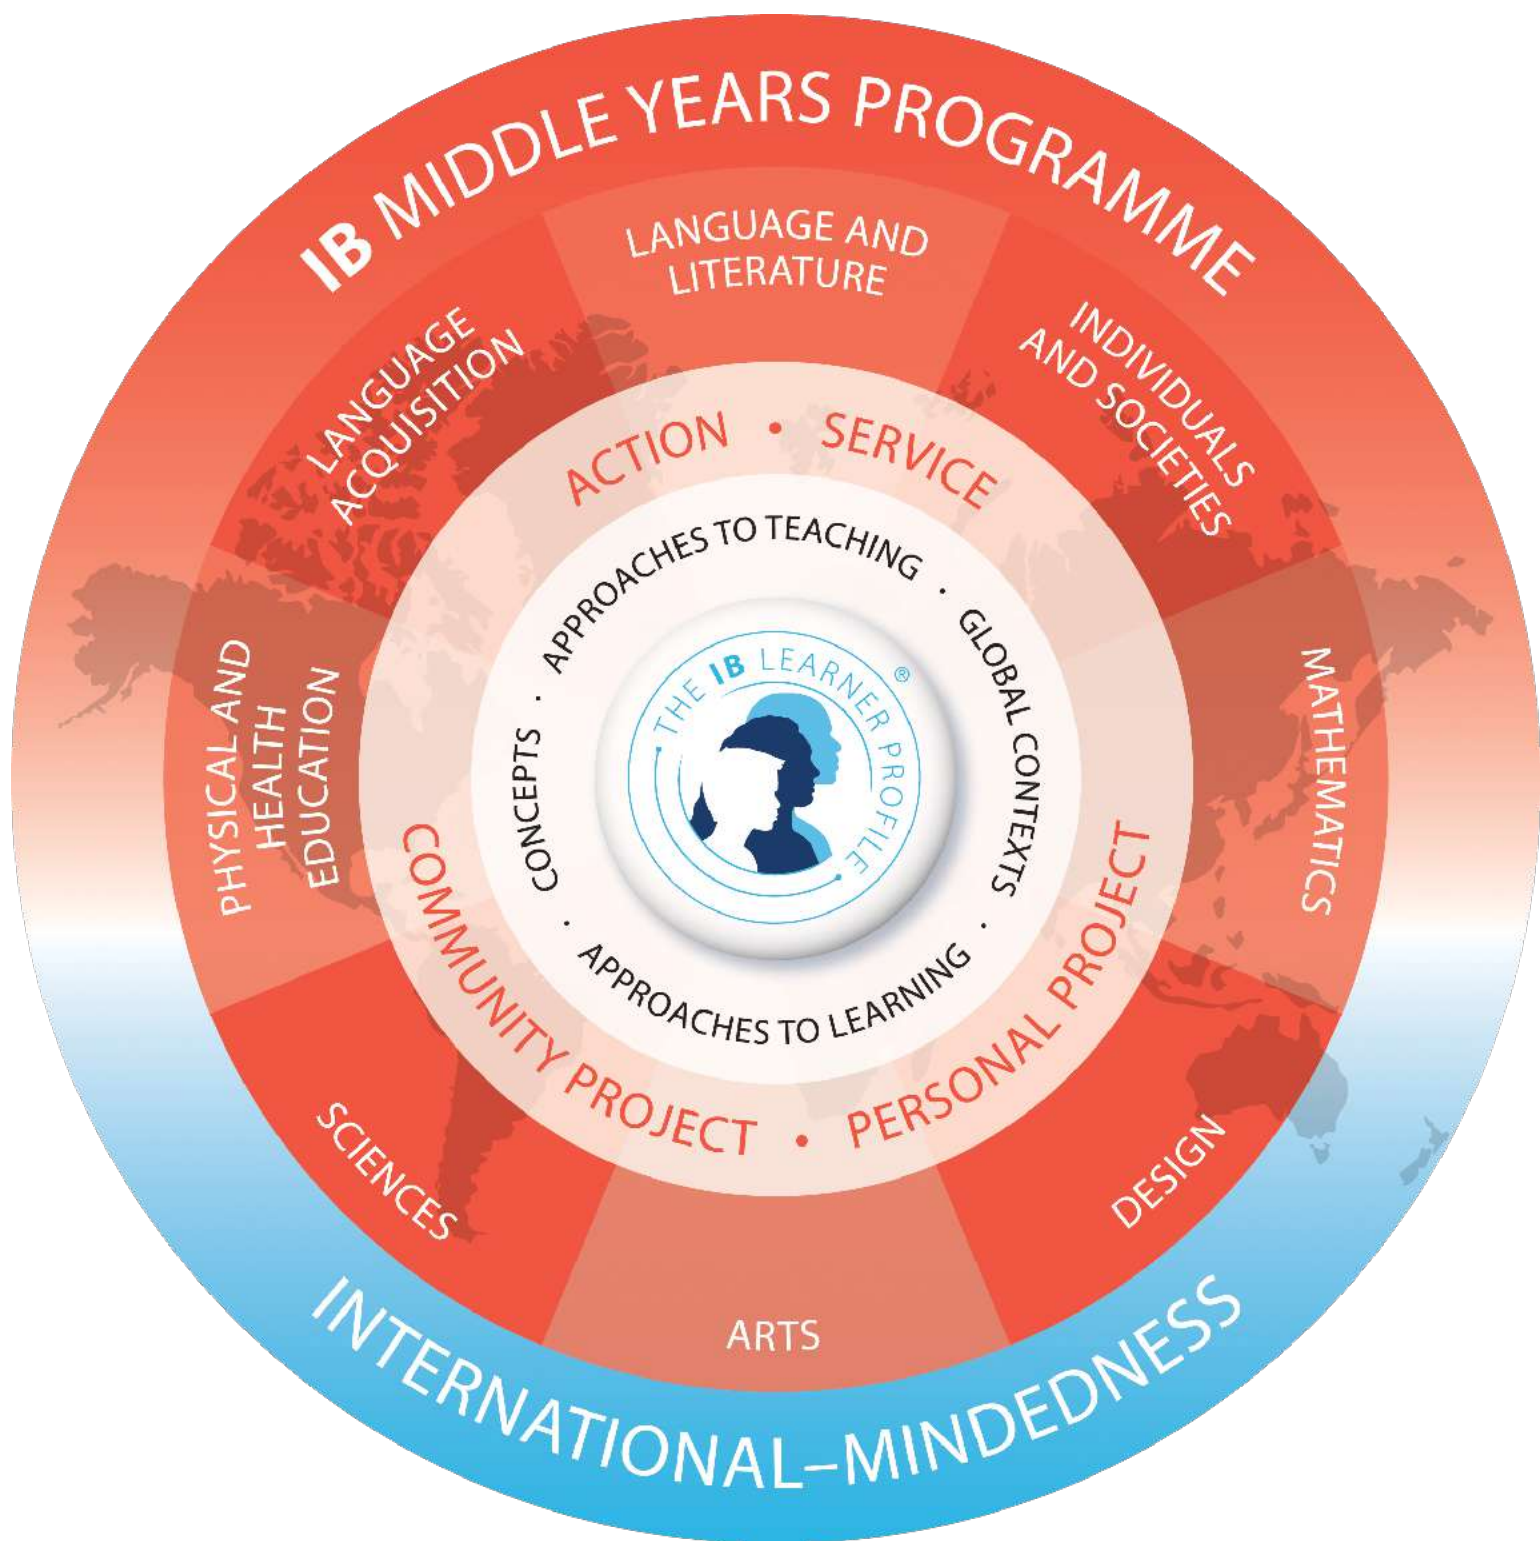 IB MIDDLE YEARS PROGRAMME
LANGUAGE AND
LITERATURE
INDIVIDUALS
AND SOCIETIES
MATHEMATICS
DESIGN
ARTS
SCIENCES
PHYSICAL AND
HEALTH
EDUCATION
LANGUAGE
ACQUISITION
ACTION • SERVICE
COMMUNITY PROJECT • PERSONAL PROJECT
APPROACHES TO TEACHING · GLOBAL CONTEXTS · APPROACHES TO LEARNING · CONCEPTS ·
THE IB LEARNER PROFILE ®
INTERNATIONAL–MINDEDNESS